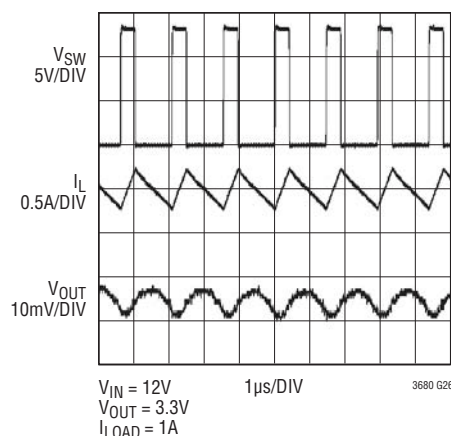 V_SW
5V/DIV
I_L
0.5A/DIV
V_OUT
10mV/DIV
V_IN = 12V
V_OUT = 3.3V
I_LOAD = 1A
1µs/DIV
3680 G26